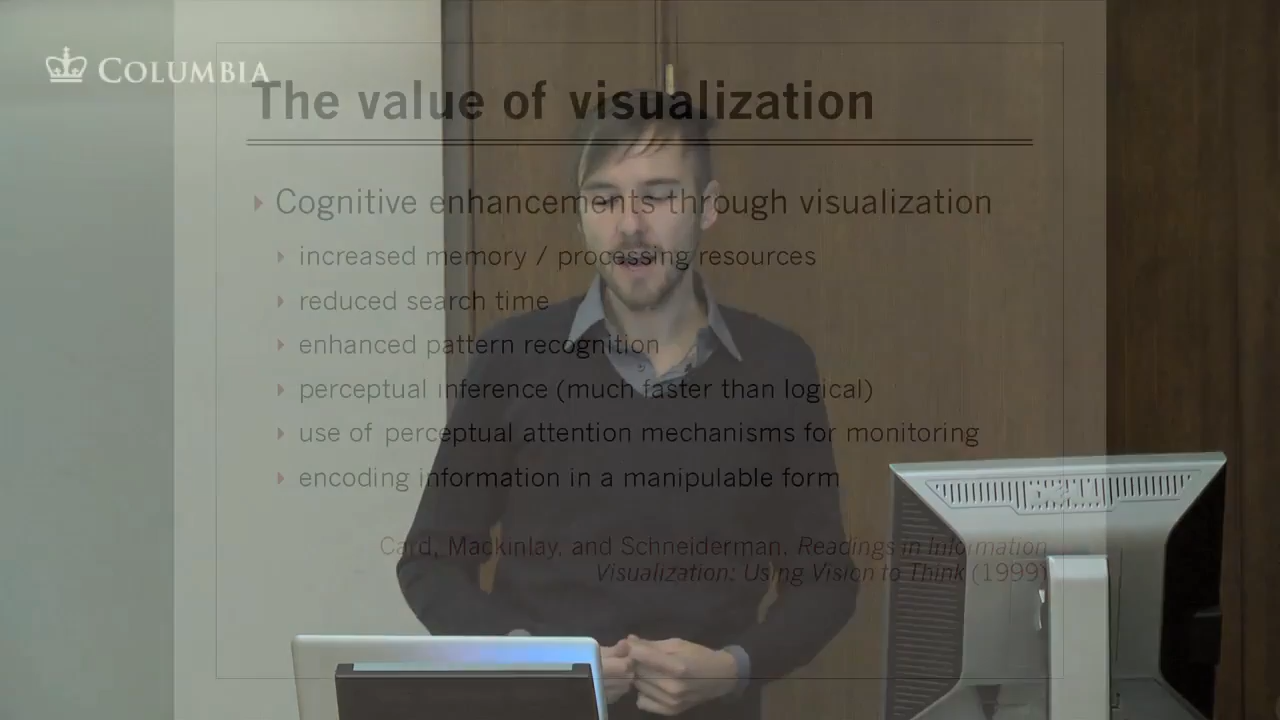 COLUMBIA
The value of visualization
Cognitive enhancements through visualization
increased memory / processing resources
reduced search time
enhanced pattern recognition
perceptual inference (much faster than logical)
use of perceptual attention mechanisms for monitoring
encoding information in a manipulable form
Card, Mackinlay, and Schneiderman, Readings in Information
Visualization: Using Vision to Think (1999)